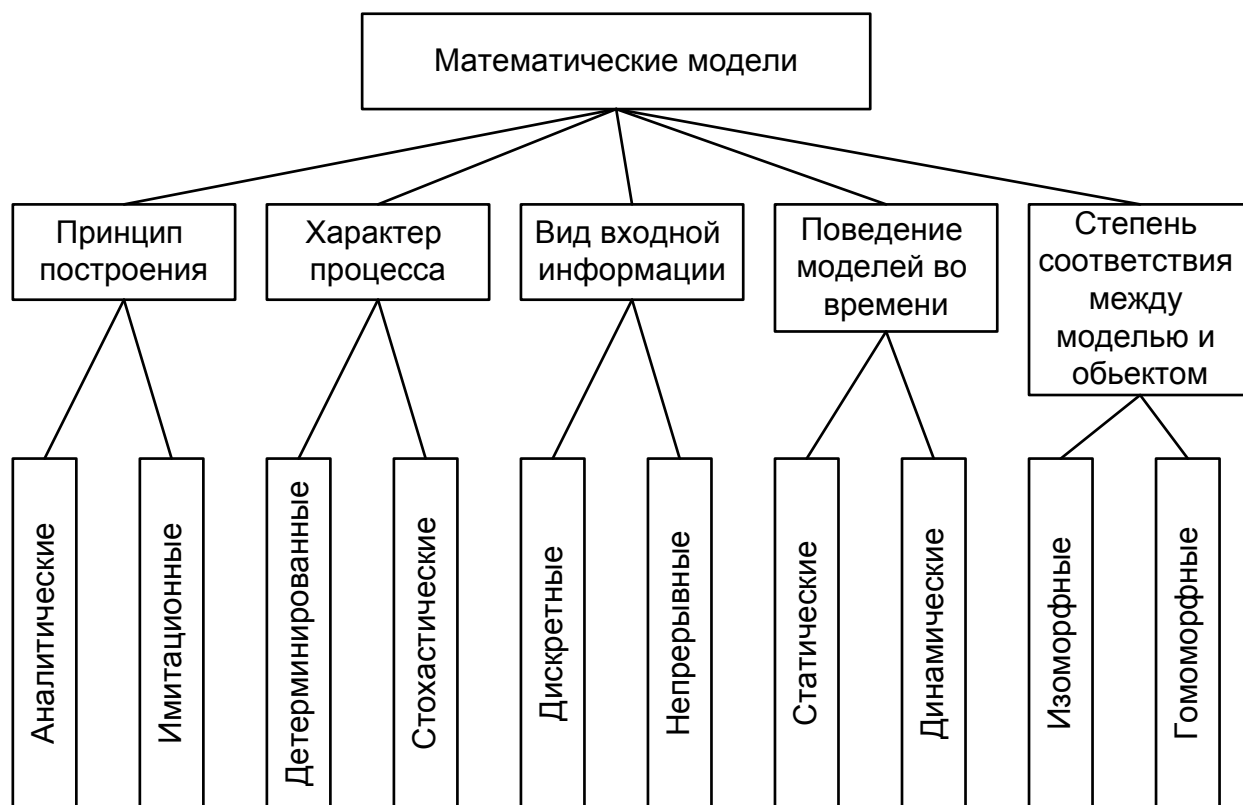 Математические модели
Принцип
построения
Характер
процесса
Вид входной
информации
Поведение
моделей во
времени
Степень
соответствия
между
моделью и
обьектом
Аналитические
Имитационные
Детерминированные
Стохастические
Дискретные
Непрерывные
Статические
Динамические
Изоморфные
Гомоморфные